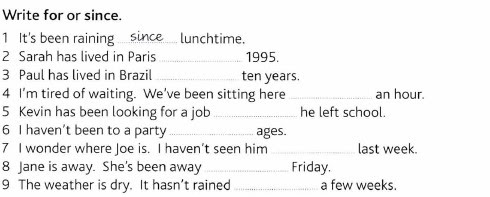 Write for or since.
1 It's been raining since lunchtime.
2 Sarah has lived in Paris .................... 1995.
3 Paul has lived in Brazil .................... ten years.
4 I'm tired of waiting. We've been sitting here .................... an hour.
5 Kevin has been looking for a job .................... he left school.
6 I haven't been to a party .................... ages.
7 I wonder where Joe is. I haven't seen him .................... last week.
8 Jane is away. She's been away .................... Friday.
9 The weather is dry. It hasn't rained .................... a few weeks.